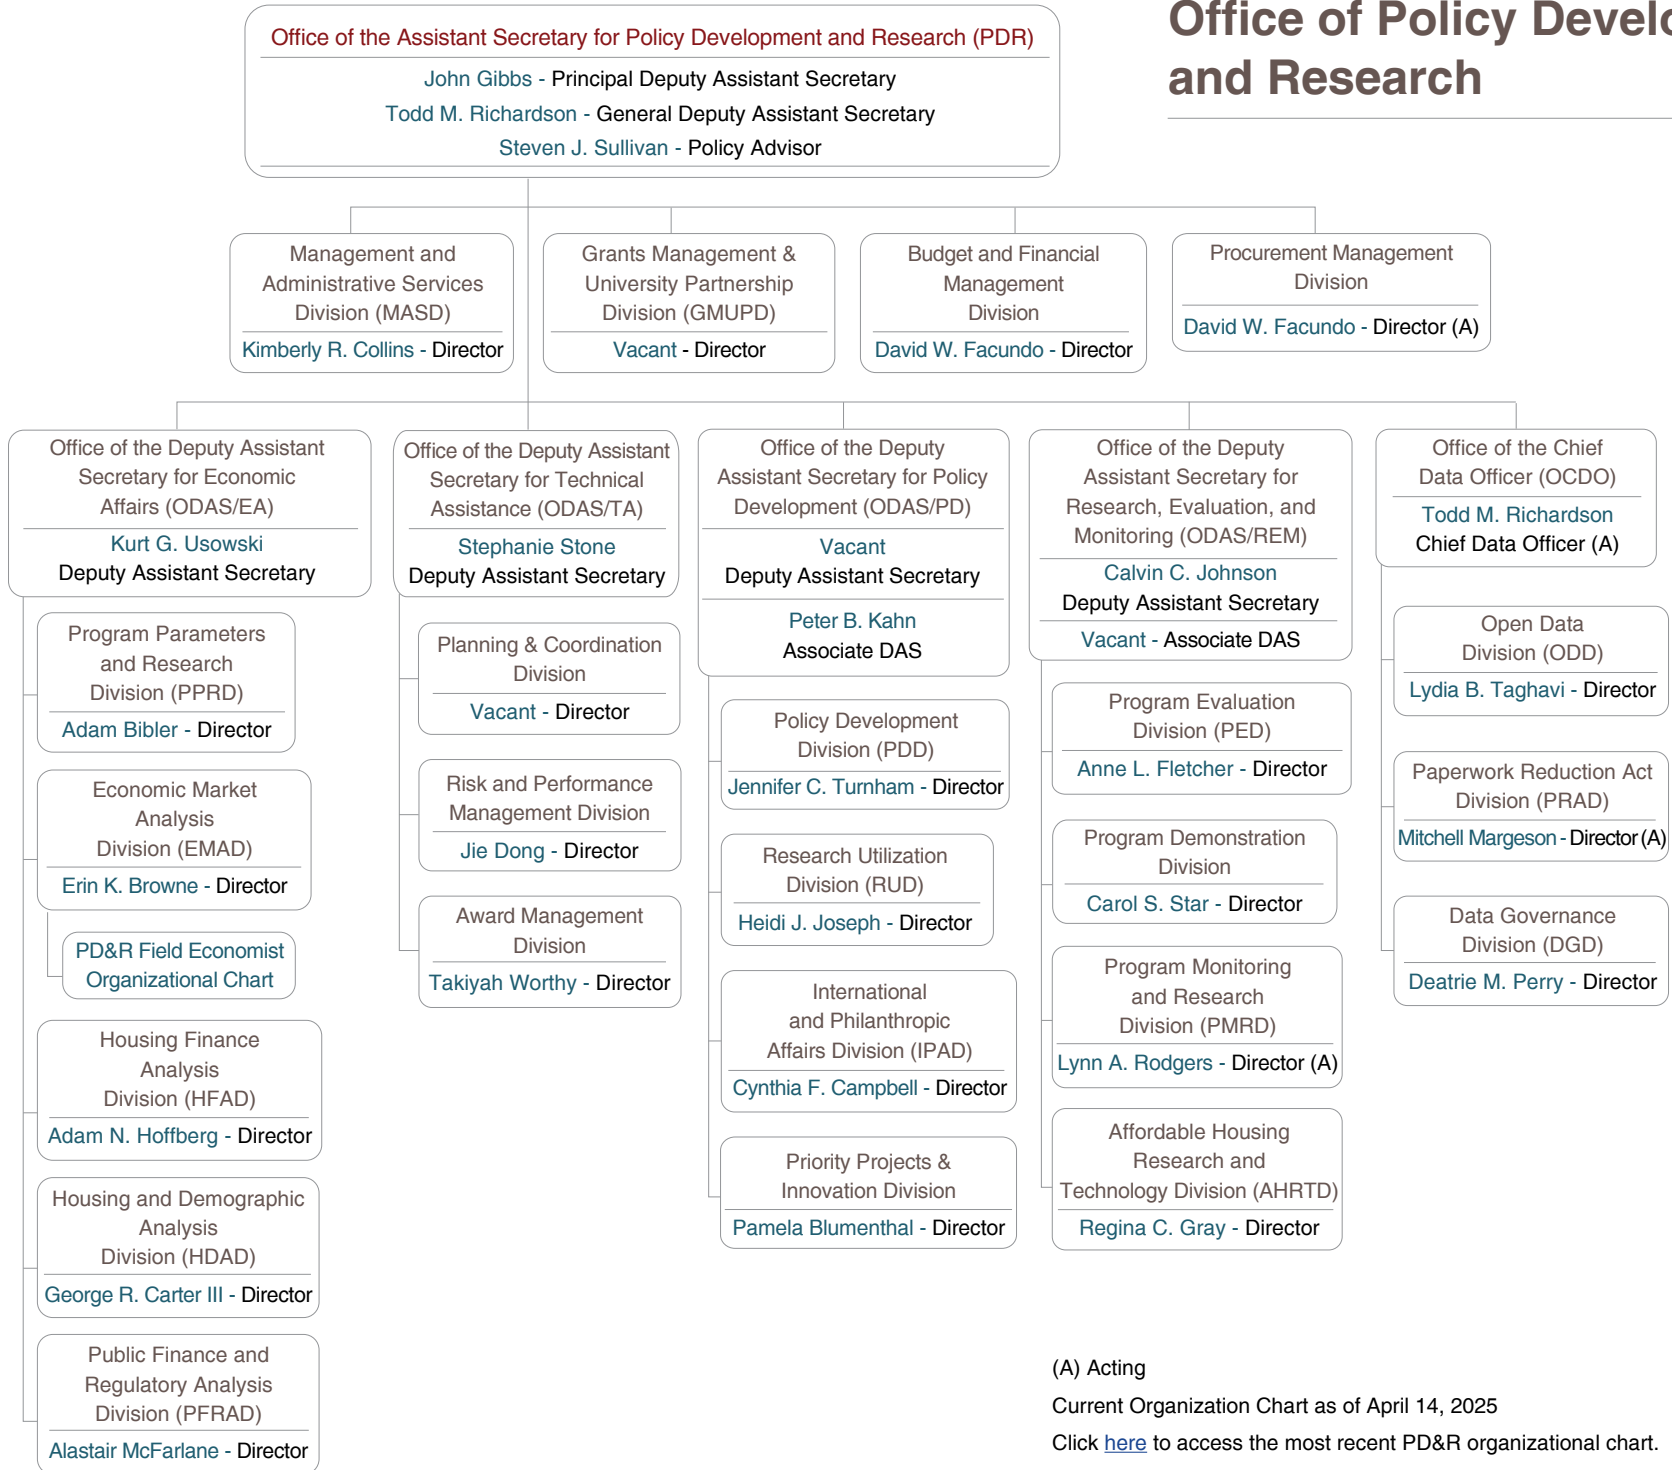 Office of Policy Develo
and Research
Office of the Assistant Secretary for Policy Development and Research (PDR)
John Gibbs - Principal Deputy Assistant Secretary
Todd M. Richardson - General Deputy Assistant Secretary
Steven J. Sullivan - Policy Advisor
Management and
Administrative Services
Division (MASD)
Kimberly R. Collins - Director
Grants Management &
University Partnership
Division (GMUPD)
Vacant - Director
Budget and Financial
Management
Division
David W. Facundo - Director
Procurement Management
Division
David W. Facundo - Director (A)
Office of the Deputy Assistant
Secretary for Economic
Affairs (ODAS/EA)
Kurt G. Usowski
Deputy Assistant Secretary
Program Parameters
and Research
Division (PPRD)
Adam Bibler - Director
Economic Market
Analysis
Division (EMAD)
Erin K. Browne - Director
PD&R Field Economist
Organizational Chart
Housing Finance
Analysis
Division (HFAD)
Adam N. Hoffberg - Director
Housing and Demographic
Analysis
Division (HDAD)
George R. Carter III - Director
Public Finance and
Regulatory Analysis
Division (PFRAD)
Alastair McFarlane - Director
Office of the Deputy Assistant
Secretary for Technical
Assistance (ODAS/TA)
Stephanie Stone
Deputy Assistant Secretary
Planning & Coordination
Division
Vacant - Director
Risk and Performance
Management Division
Jie Dong - Director
Award Management
Division
Takiyah Worthy - Director
Office of the Deputy
Assistant Secretary for Policy
Development (ODAS/PD)
Vacant
Deputy Assistant Secretary
Peter B. Kahn
Associate DAS
Policy Development
Division (PDD)
Jennifer C. Turnham - Director
Research Utilization
Division (RUD)
Heidi J. Joseph - Director
International
and Philanthropic
Affairs Division (IPAD)
Cynthia F. Campbell - Director
Priority Projects &
Innovation Division
Pamela Blumenthal - Director
Office of the Deputy
Assistant Secretary for
Research, Evaluation, and
Monitoring (ODAS/REM)
Calvin C. Johnson
Deputy Assistant Secretary
Vacant - Associate DAS
Program Evaluation
Division (PED)
Anne L. Fletcher - Director
Program Demonstration
Division
Carol S. Star - Director
Program Monitoring
and Research
Division (PMRD)
Lynn A. Rodgers - Director (A)
Affordable Housing
Research and
Technology Division (AHRTD)
Regina C. Gray - Director
Office of the Chief
Data Officer (OCDO)
Todd M. Richardson
Chief Data Officer (A)
Open Data
Division (ODD)
Lydia B. Taghavi - Director
Paperwork Reduction Act
Division (PRAD)
Mitchell Margeson - Director (A)
Data Governance
Division (DGD)
Deatrie M. Perry - Director
(A) Acting
Current Organization Chart as of April 14, 2025
Click here to access the most recent PD&R organizational chart.